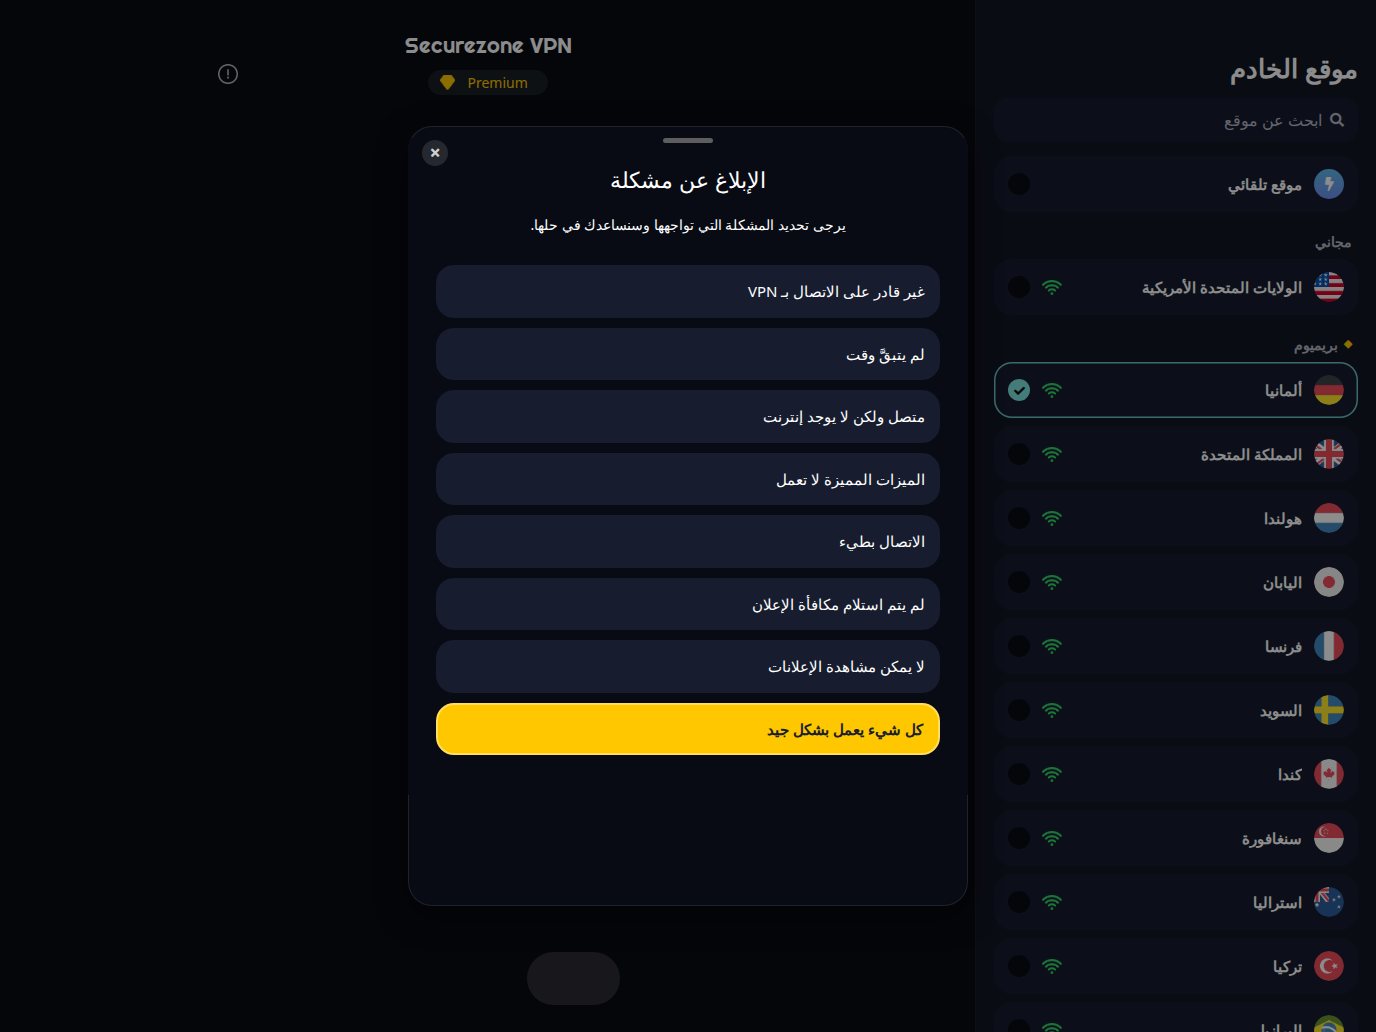 Securezone VPN
Premium
موقع الخادم
ابحث عن موقع
موقع تلقائي
مجاني
الولايات المتحدة الأمريكية
بريميوم
ألمانيا
المملكة المتحدة
هولندا
اليابان
فرنسا
السويد
كندا
سنغافورة
استراليا
تركيا
الإبلاغ عن مشكلة
يرجى تحديد المشكلة التي تواجهها وسنساعدك في حلها.
غير قادر على الاتصال بـ VPN
لم يتبقَّ وقت
متصل ولكن لا يوجد إنترنت
الميزات المميزة لا تعمل
الاتصال بطيء
لم يتم استلام مكافأة الإعلان
لا يمكن مشاهدة الإعلانات
كل شيء يعمل بشكل جيد